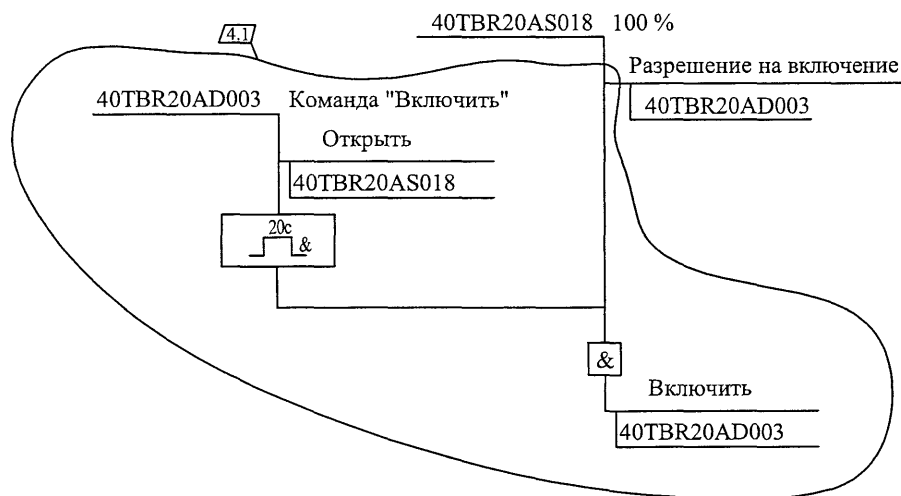 4.1
40TBR20AS018 100 %
Разрешение на включение
40TBR20AD003
40TBR20AD003 Команда "Включить"
Открыть
40TBR20AS018
20с
&
&
Включить
40TBR20AD003